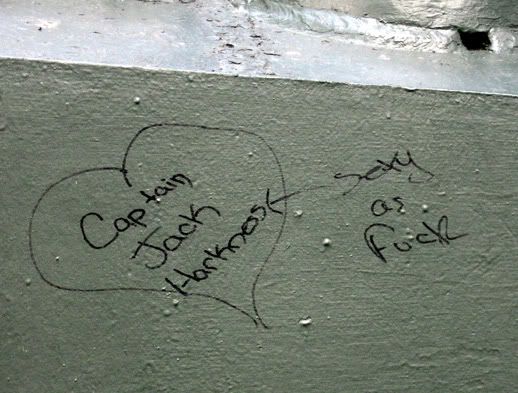 Captain
Jack
Harkness
sexy
as
Fuck